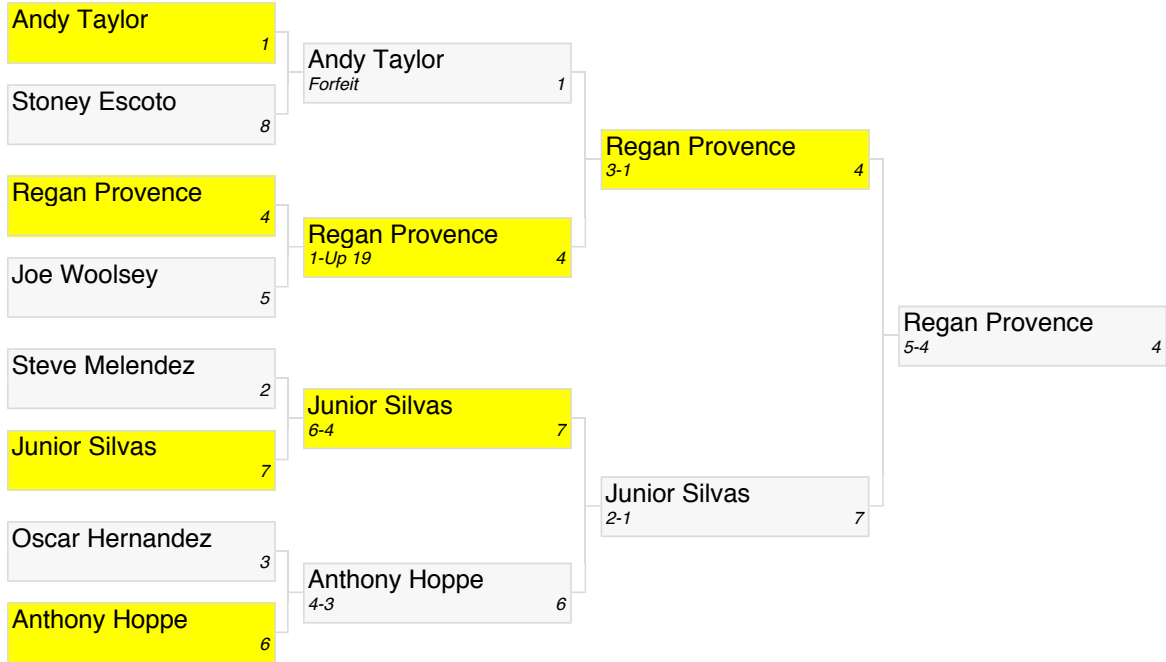 Andy Taylor
1
Stoney Escoto
8
Regan Provence
4
Joe Woolsey
5
Steve Melendez
2
Junior Silvas
7
Oscar Hernandez
3
Anthony Hoppe
6
Andy Taylor
Forfeit 1
Regan Provence
1-Up 19 4
Junior Silvas
6-4 7
Anthony Hoppe
4-3 6
Regan Provence
3-1 4
Junior Silvas
2-1 7
Regan Provence
5-4 4